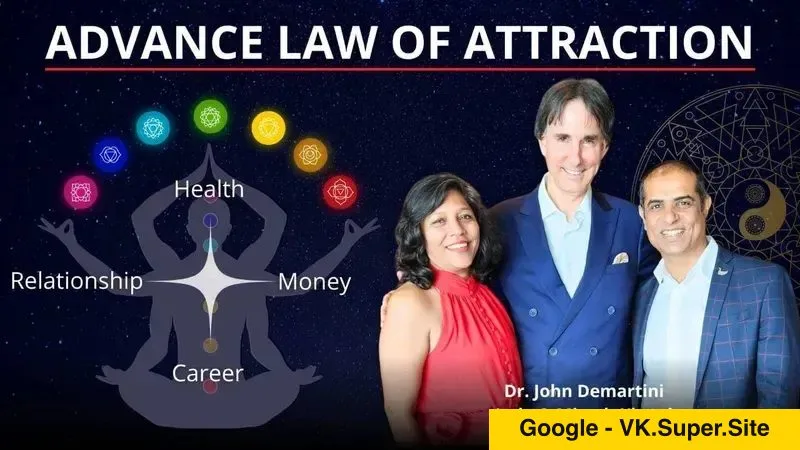 ADVANCE LAW OF ATTRACTION
Health
Relationship
Money
Career
Dr. John Demartini
Google - VK.Super.Site